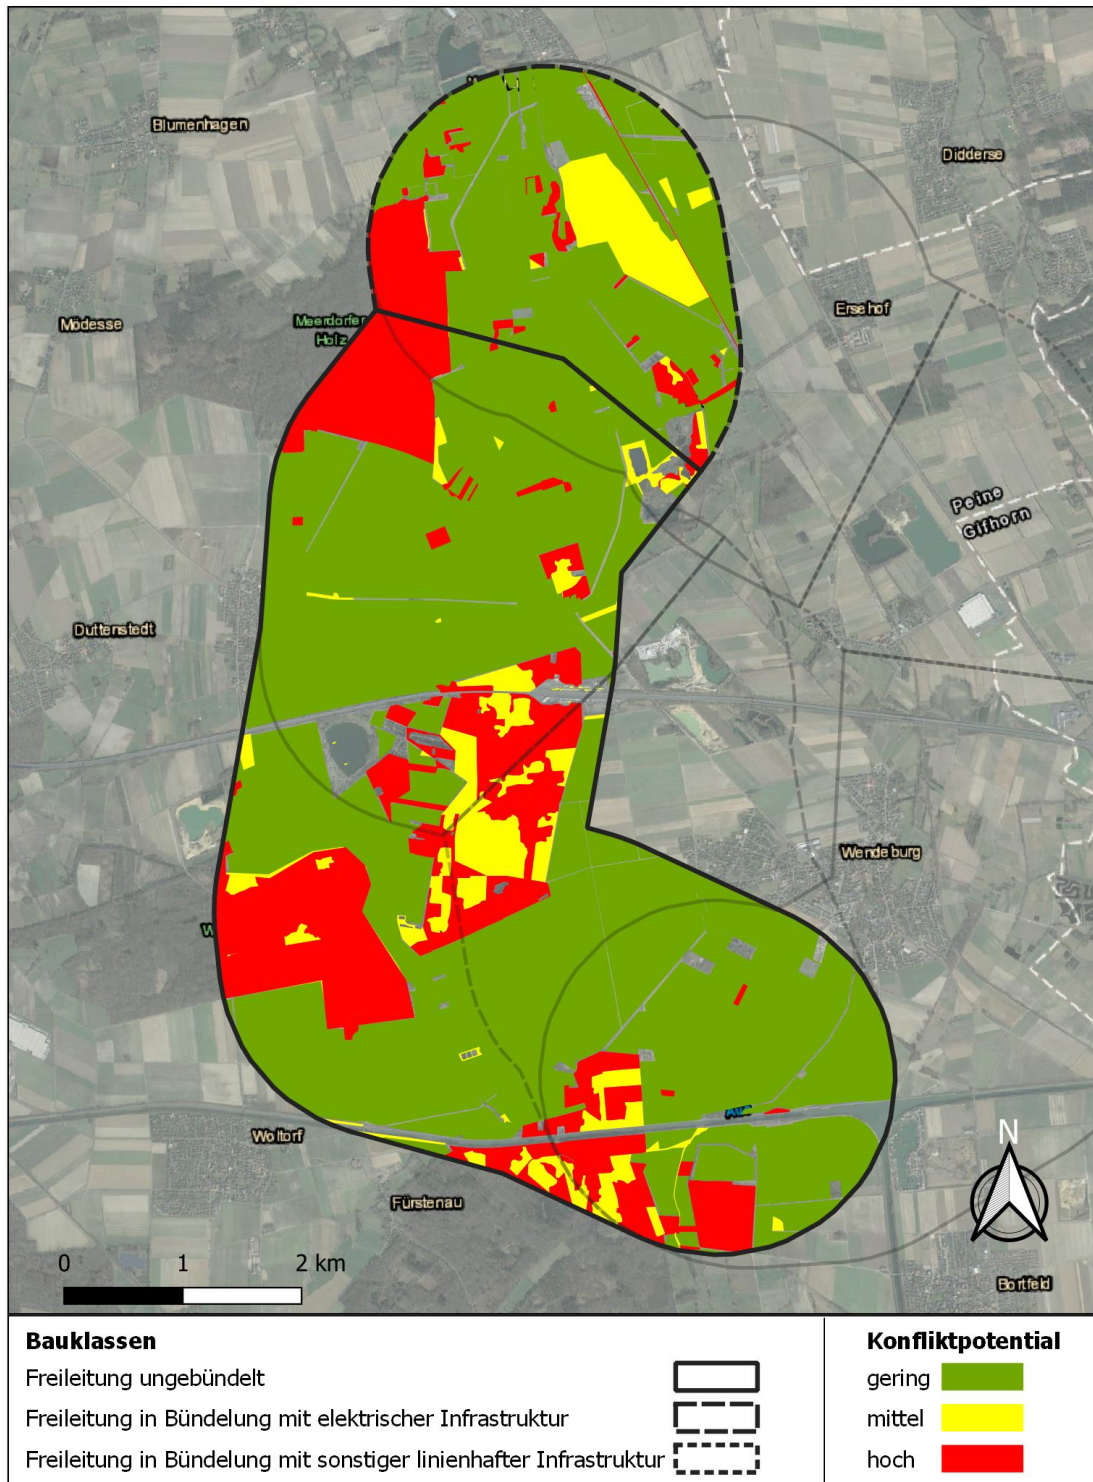 Blumenhagen
Didderse
Mödesse
Meerdorfer
Holz
Ersehof
Peine
Gifhorn
Duttenstedt
Wendeburg
W
Woltorf
Fürstenau
Bortfeld
N
0 1 2 km
Bauklassen
Freileitung ungebündelt
Freileitung in Bündelung mit elektrischer Infrastruktur
Freileitung in Bündelung mit sonstiger linienhafter Infrastruktur
Konfliktpotential
gering
mittel
hoch